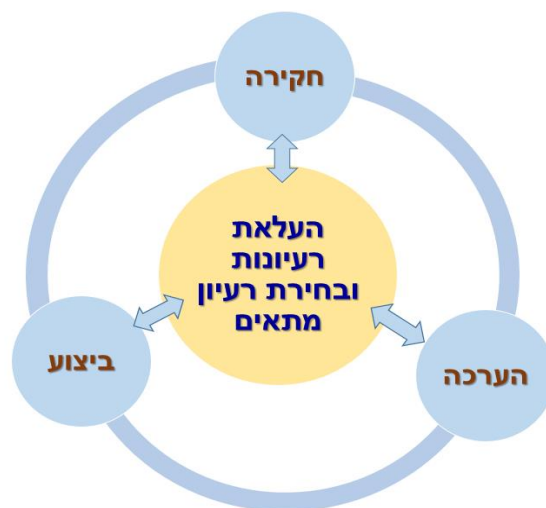 חקירה
העלאת
רעיונות
ובחירת רעיון
מתאים
הערכה
ביצוע